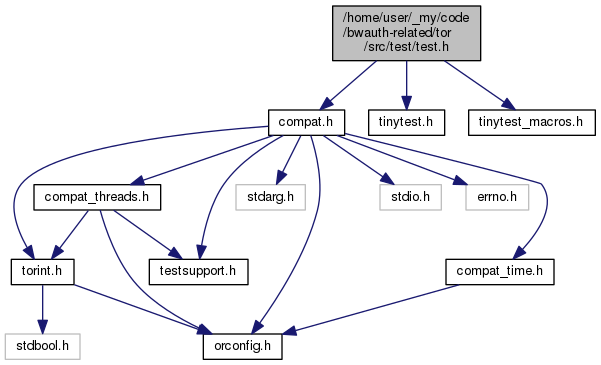 /home/user/_my/code
/bwauth-related/tor
/src/test/test.h
compat.h
tinytest.h
tinytest_macros.h
compat_threads.h
stdarg.h
stdio.h
errno.h
torint.h
testsupport.h
compat_time.h
stdbool.h
orconfig.h